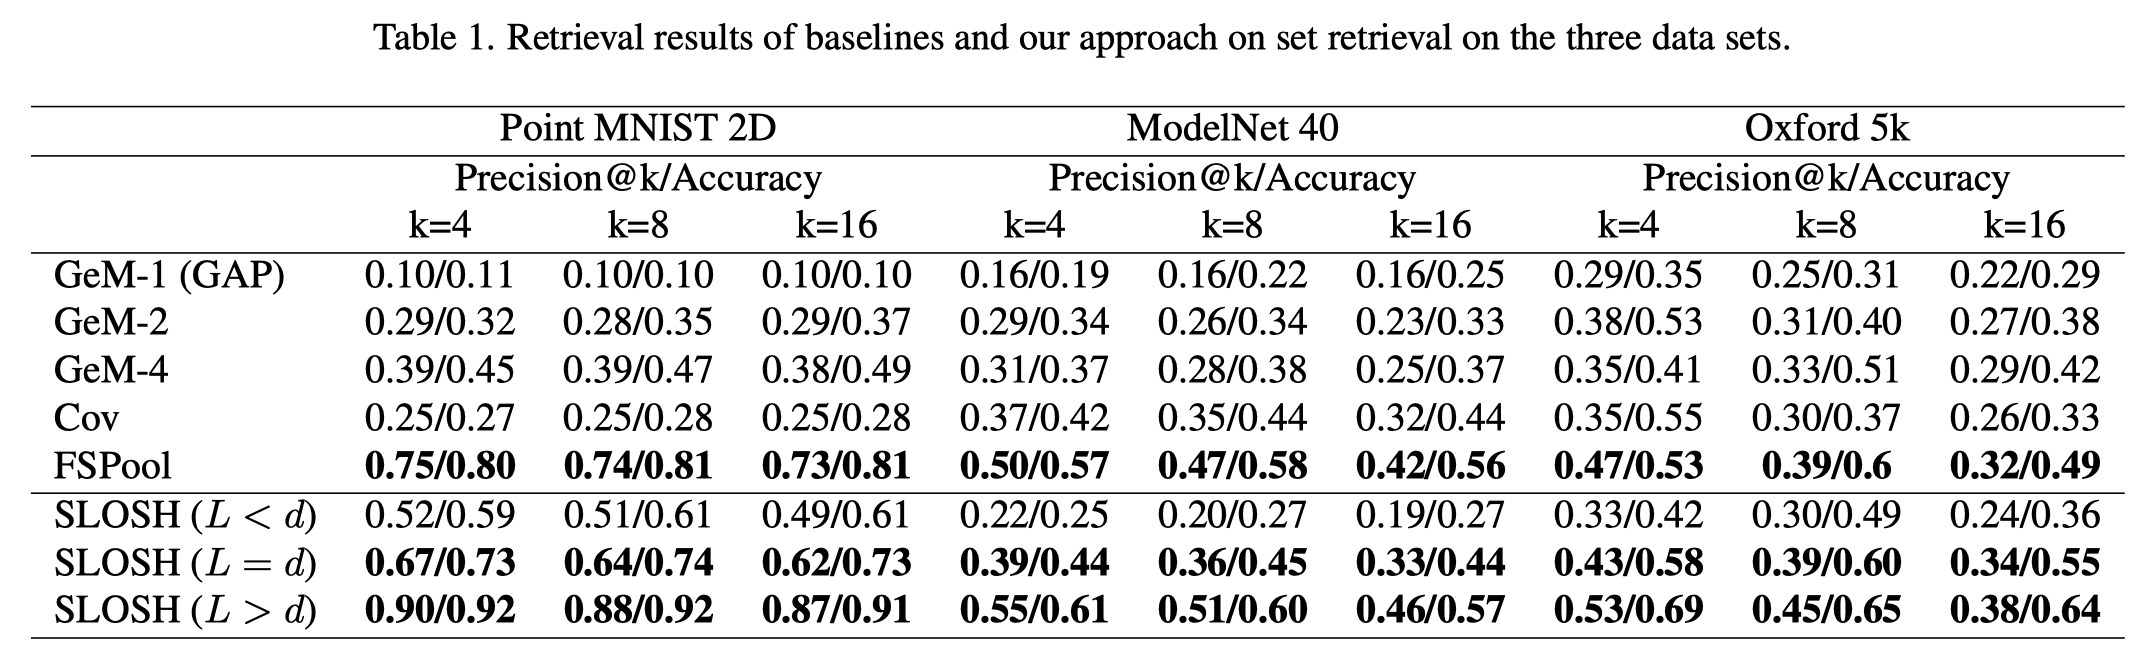 Table 1. Retrieval results of baselines and our approach on set retrieval on the three data sets.
Point MNIST 2D ModelNet 40 Oxford 5k
Precision@k/Accuracy Precision@k/Accuracy Precision@k/Accuracy
k=4 k=8 k=16 k=4 k=8 k=16 k=4 k=8 k=16
GeM-1 (GAP) 0.10/0.11 0.10/0.10 0.10/0.10 0.16/0.19 0.16/0.22 0.16/0.25 0.29/0.35 0.25/0.31 0.22/0.29
GeM-2 0.29/0.32 0.28/0.35 0.29/0.37 0.29/0.34 0.26/0.34 0.23/0.33 0.38/0.53 0.31/0.40 0.27/0.38
GeM-4 0.39/0.45 0.39/0.47 0.38/0.49 0.31/0.37 0.28/0.38 0.25/0.37 0.35/0.41 0.33/0.51 0.29/0.42
Cov 0.25/0.27 0.25/0.28 0.25/0.28 0.37/0.42 0.35/0.44 0.32/0.44 0.35/0.55 0.30/0.37 0.26/0.33
FSPool 0.75/0.80 0.74/0.81 0.73/0.81 0.50/0.57 0.47/0.58 0.42/0.56 0.47/0.53 0.39/0.6 0.32/0.49
SLOSH (L < d) 0.52/0.59 0.51/0.61 0.49/0.61 0.22/0.25 0.20/0.27 0.19/0.27 0.33/0.42 0.30/0.49 0.24/0.36
SLOSH (L = d) 0.67/0.73 0.64/0.74 0.62/0.73 0.39/0.44 0.36/0.45 0.33/0.44 0.43/0.58 0.39/0.60 0.34/0.55
SLOSH (L > d) 0.90/0.92 0.88/0.92 0.87/0.91 0.55/0.61 0.51/0.60 0.46/0.57 0.53/0.69 0.45/0.65 0.38/0.64